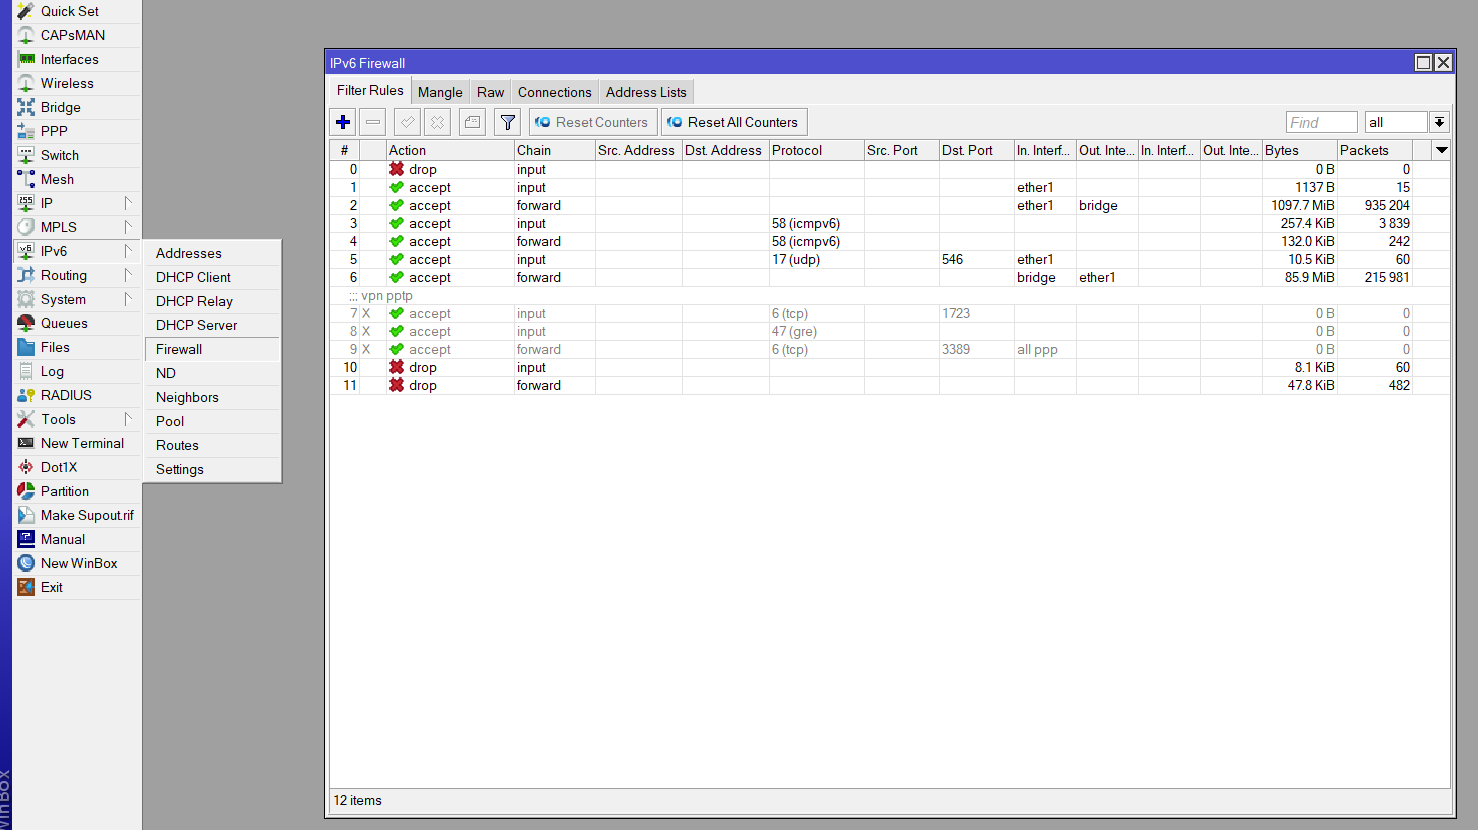 Quick Set
CAPsMAN
Interfaces
Wireless
Bridge
PPP
Switch
Mesh
IP
MPLS
IPv6
Routing
System
Queues
Files
Log
RADIUS
Tools
New Terminal
Dot1X
Partition
Make Supout.rif
Manual
New WinBox
Exit
WinBox
Addresses
DHCP Client
DHCP Relay
DHCP Server
Firewall
ND
Neighbors
Pool
Routes
Settings
IPv6 Firewall
Filter Rules Mangle Raw Connections Address Lists
Reset Counters Reset All Counters Find all
# Action Chain Src. Address Dst. Address Protocol Src. Port Dst. Port In. Interf... Out. Inte... In. Interf... Out. Inte... Bytes Packets
0 drop input 0 B 0
1 accept input ether1 1137 B 15
2 accept forward ether1 bridge 1097.7 MiB 935 204
3 accept input 58 (icmpv6) 257.4 KiB 3 839
4 accept forward 58 (icmpv6) 132.0 KiB 242
5 accept input 17 (udp) 546 ether1 10.5 KiB 60
6 accept forward bridge ether1 85.9 MiB 215 981
::: vpn pptp
7 X accept input 6 (tcp) 1723 0 B 0
8 X accept input 47 (gre) 0 B 0
9 X accept forward 6 (tcp) 3389 all ppp 0 B 0
10 drop input 8.1 KiB 60
11 drop forward 47.8 KiB 482
12 items